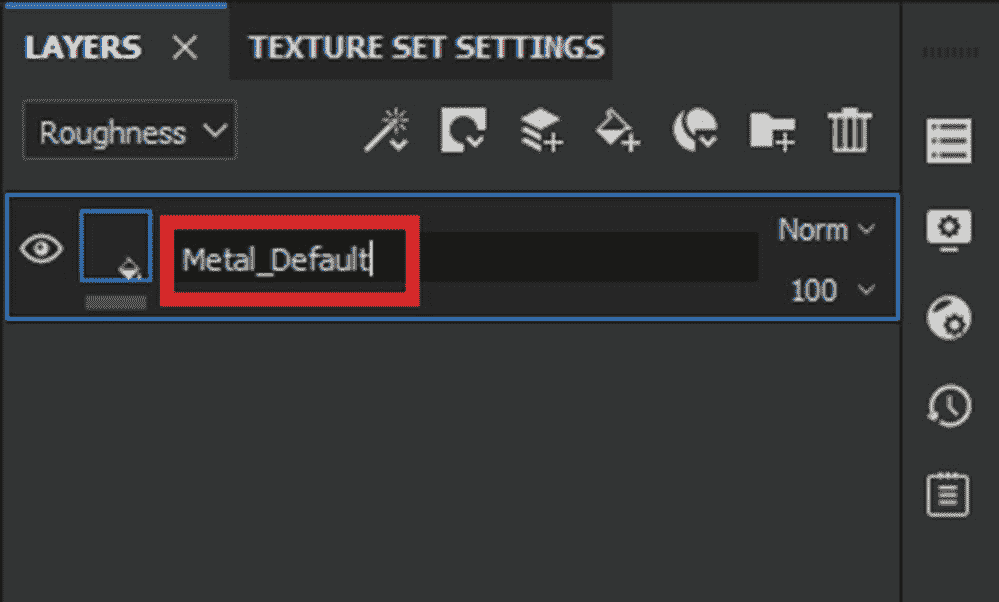 LAYERS
TEXTURE SET SETTINGS
Roughness
Metal_Default
Norm
100